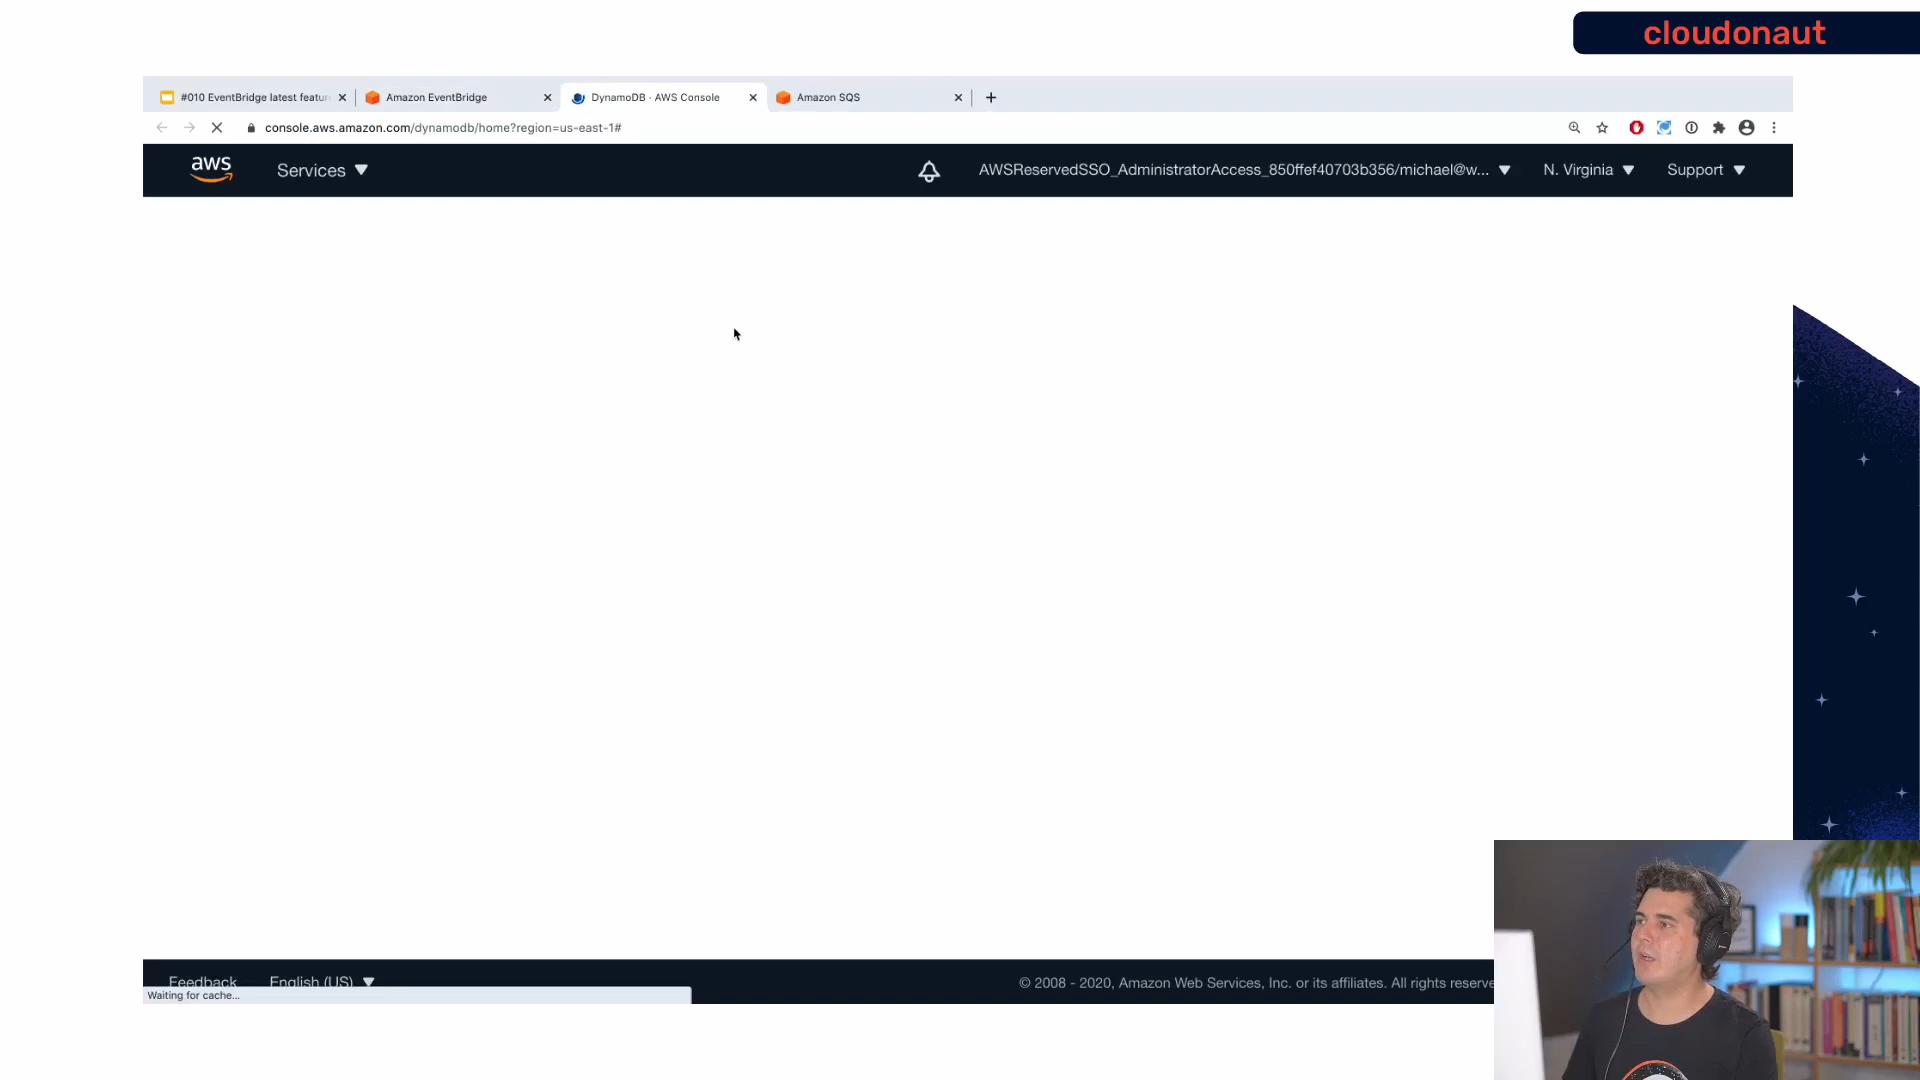 cloudonaut
#010 EventBridge latest featur
Amazon EventBridge
DynamoDB · AWS Console
Amazon SQS
console.aws.amazon.com/dynamodb/home?region=us-east-1#
aws
Services
AWSReservedSSO_AdministratorAccess_850ffef40703b356/michael@w...
N. Virginia
Support
Feedback
English (US)
© 2008 - 2020, Amazon Web Services, Inc. or its affiliates. All rights reserve
Waiting for cache...